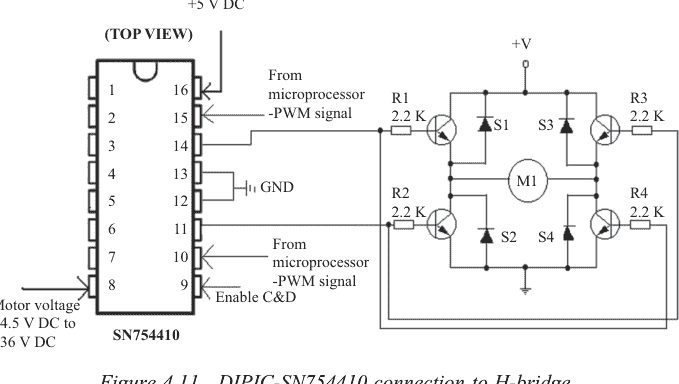 +5 V DC
(TOP VIEW)
1
2
3
4
5
6
7
8
16
15
14
13
12
11
10
9
From
microprocessor
-PWM signal
GND
From
microprocessor
-PWM signal
Enable C&D
Motor voltage
4.5 V DC to
36 V DC
SN754410
+V
R1
2.2 K
S1
S3
R3
2.2 K
M1
R2
2.2 K
S2
S4
R4
2.2 K
Figure 4.11 DIPIC-SN754410 connection to H-bridge